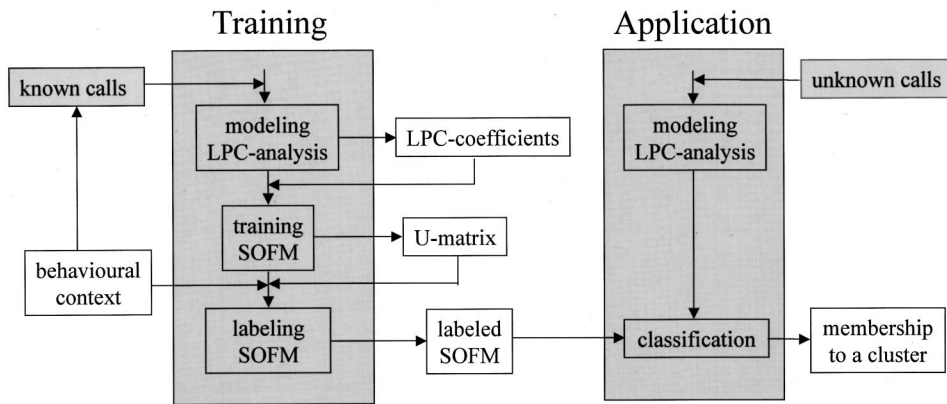 Training
Application
known calls
unknown calls
modeling
LPC-analysis
LPC-coefficients
modeling
LPC-analysis
training
SOFM
U-matrix
behavioural
context
labeling
SOFM
labeled
SOFM
classification
membership
to a cluster